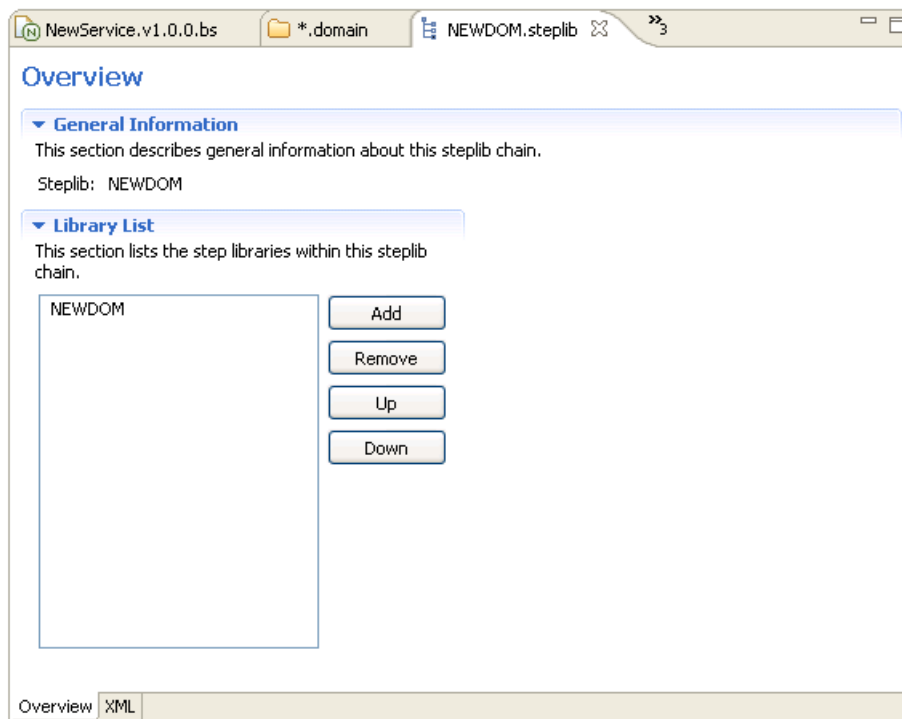 NewService.v1.0.0.bs *.domain NEWDOM.steplib »3
Overview
General Information
This section describes general information about this steplib chain.
Steplib: NEWDOM
Library List
This section lists the step libraries within this steplib
chain.
NEWDOM
Add
Remove
Up
Down
Overview XML